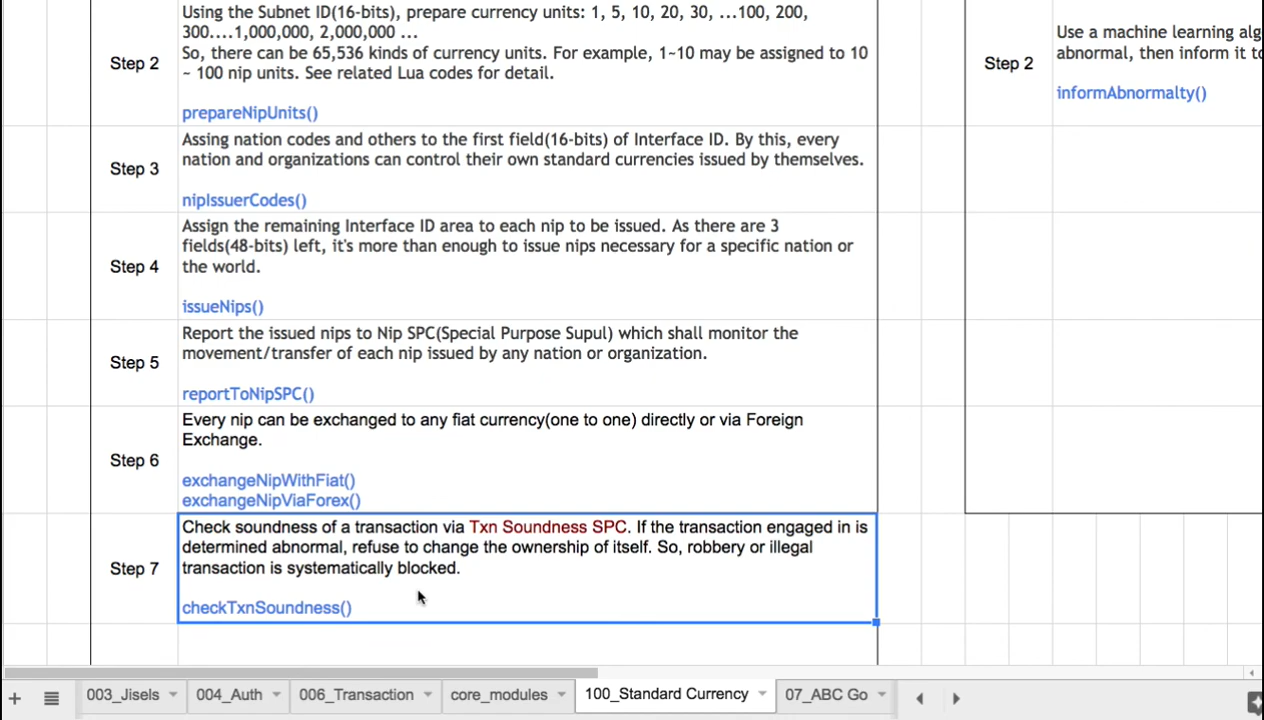 Using the Subnet ID(16-bits), prepare currency units: 1, 5, 10, 20, 30, ...100, 200,
300....1,000,000, 2,000,000 ...
So, there can be 65,536 kinds of currency units. For example, 1~10 may be assigned to 10
~ 100 nip units. See related Lua codes for detail.
Step 2
prepareNipUnits()
Assing nation codes and others to the first field(16-bits) of Interface ID. By this, every
nation and organizations can control their own standard currencies issued by themselves.
Step 3
nipIssuerCodes()
Assign the remaining Interface ID area to each nip to be issued. As there are 3
fields(48-bits) left, it's more than enough to issue nips necessary for a specific nation or
the world.
Step 4
issueNips()
Report the issued nips to Nip SPC(Special Purpose Supul) which shall monitor the
movement/transfer of each nip issued by any nation or organization.
Step 5
reportToNipSPC()
Every nip can be exchanged to any fiat currency(one to one) directly or via Foreign
Exchange.
Step 6
exchangeNipWithFiat()
exchangeNipViaForex()
Check soundness of a transaction via Txn Soundness SPC. If the transaction engaged in is
determined abnormal, refuse to change the ownership of itself. So, robbery or illegal
transaction is systematically blocked.
Step 7
checkTxnSoundness()
Use a machine learning alg
abnormal, then inform it to
Step 2
informAbnormalty()
003_Jisels
004_Auth
006_Transaction
core_modules
100_Standard Currency
07_ABC Go